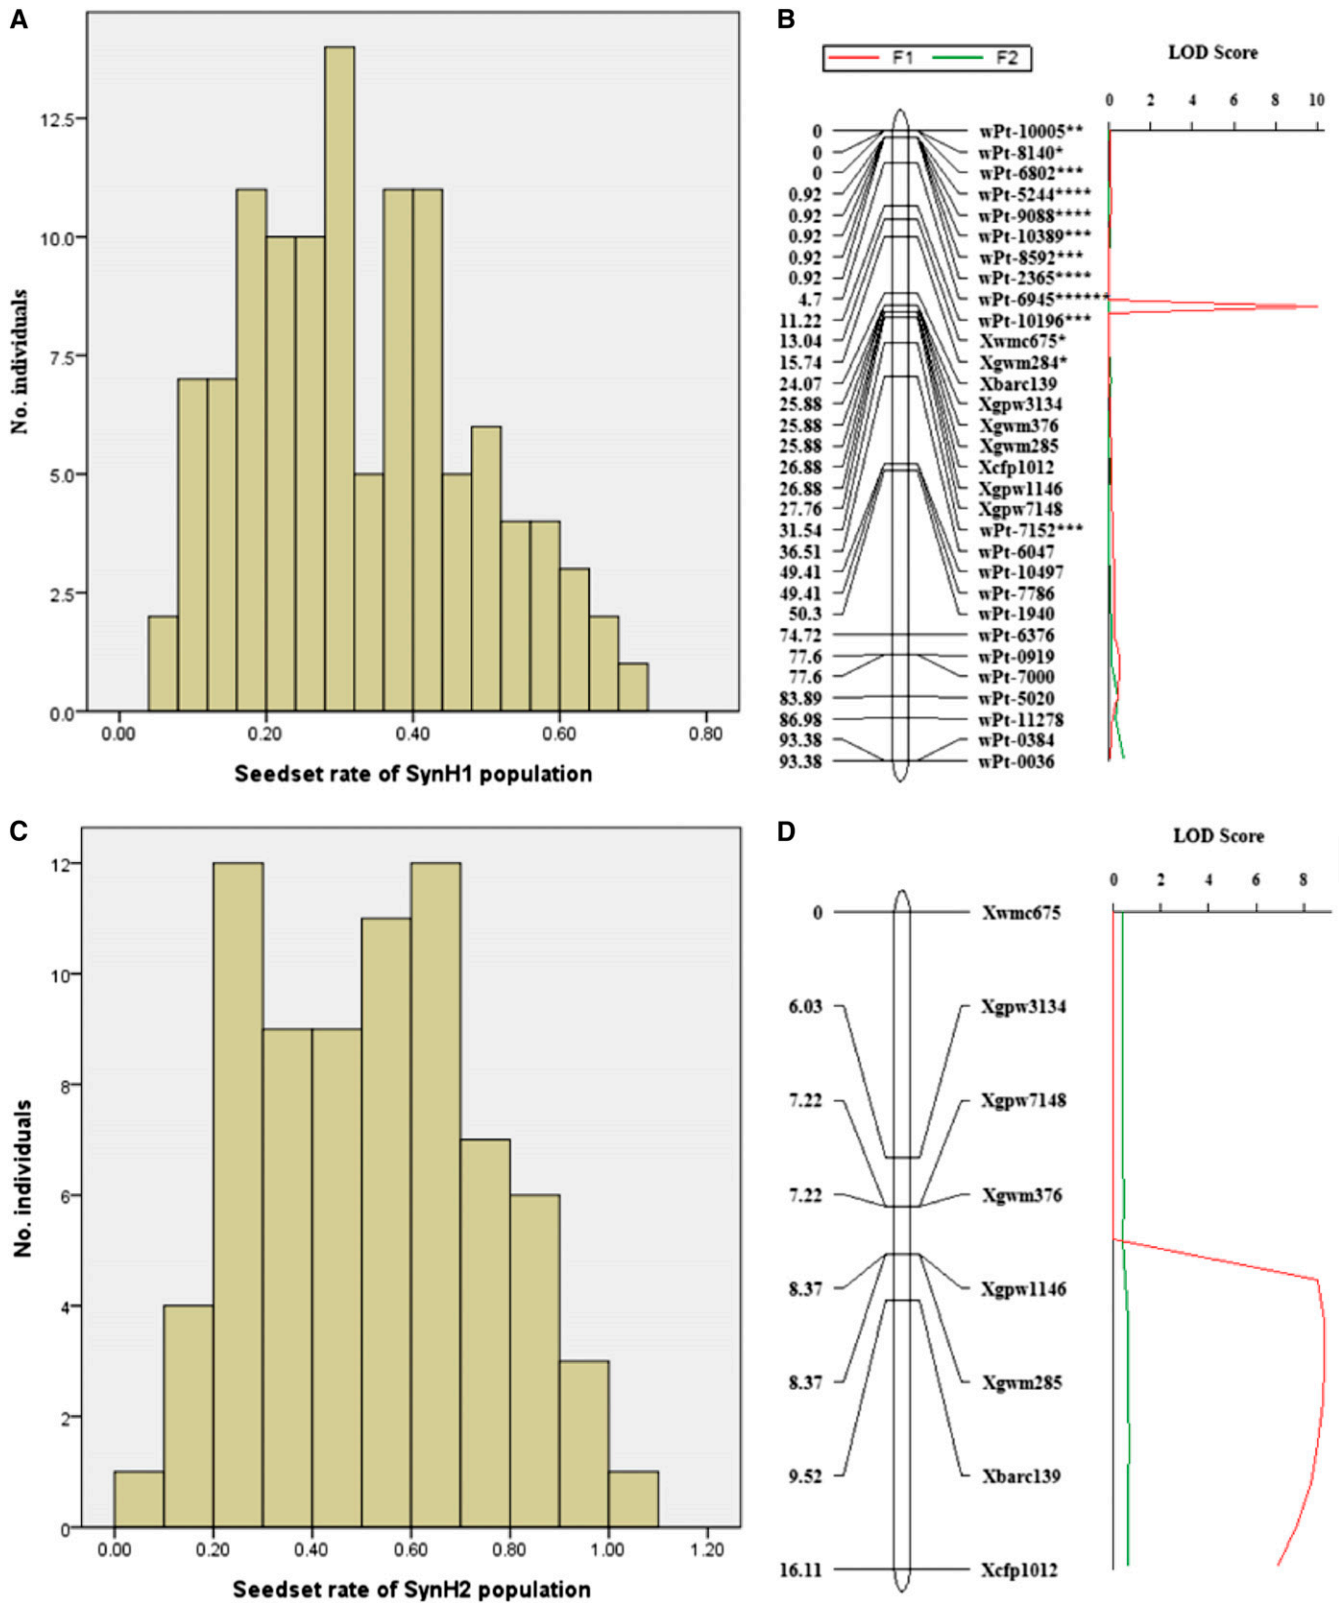 A
12.5
10.0
7.5
5.0
2.5
0.0
No. individuals
0.00 0.20 0.40 0.60 0.80
Seedset rate of SynH1 population
B
F1 F2
LOD Score
0 2 4 6 8 10
0 wPt-10005**
0 wPt-8140*
0 wPt-6802***
0.92 wPt-5244****
0.92 wPt-9088****
0.92 wPt-10389***
0.92 wPt-8592***
0.92 wPt-2365****
4.7 wPt-6945******
11.22 wPt-10196***
13.04 Xwmc675*
15.74 Xgwm284*
24.07 Xbarc139
25.88 Xgpw3134
25.88 Xgwm376
25.88 Xgwm285
26.88 Xcfp1012
26.88 Xgpw1146
27.76 Xgpw7148
31.54 wPt-7152***
36.51 wPt-6047
49.41 wPt-10497
49.41 wPt-7786
50.3 wPt-1940
74.72 wPt-6376
77.6 wPt-0919
77.6 wPt-7000
83.89 wPt-5020
86.98 wPt-11278
93.38 wPt-0384
93.38 wPt-0036
C
12
10
8
6
4
2
0
No. individuals
0.00 0.20 0.40 0.60 0.80 1.00 1.20
Seedset rate of SynH2 population
D
LOD Score
0 2 4 6 8
0 Xwmc675
6.03 Xgpw3134
7.22 Xgpw7148
7.22 Xgwm376
8.37 Xgpw1146
8.37 Xgwm285
9.52 Xbarc139
16.11 Xcfp1012